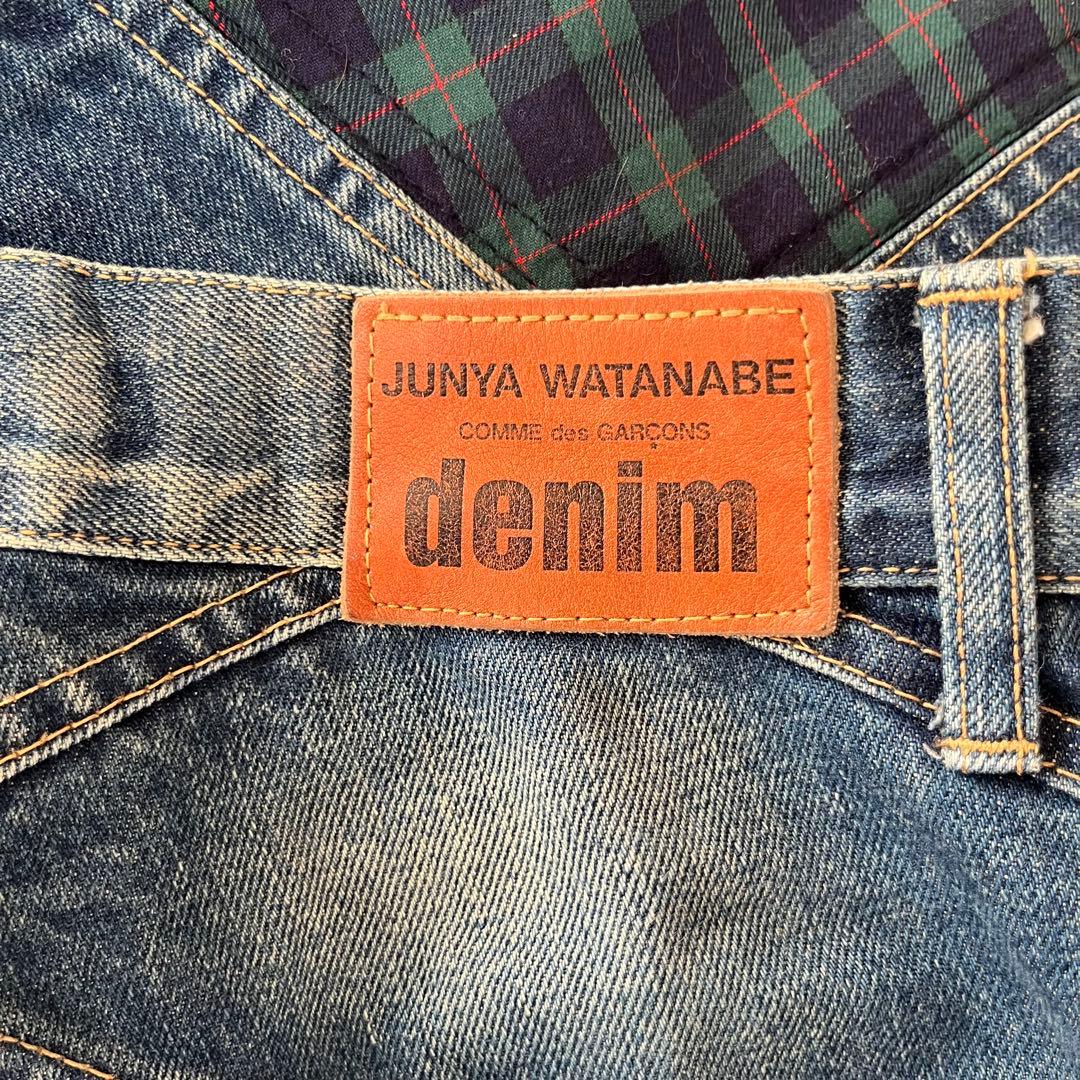 JUNYA WATANABE
COMME des GARÇONS
denim